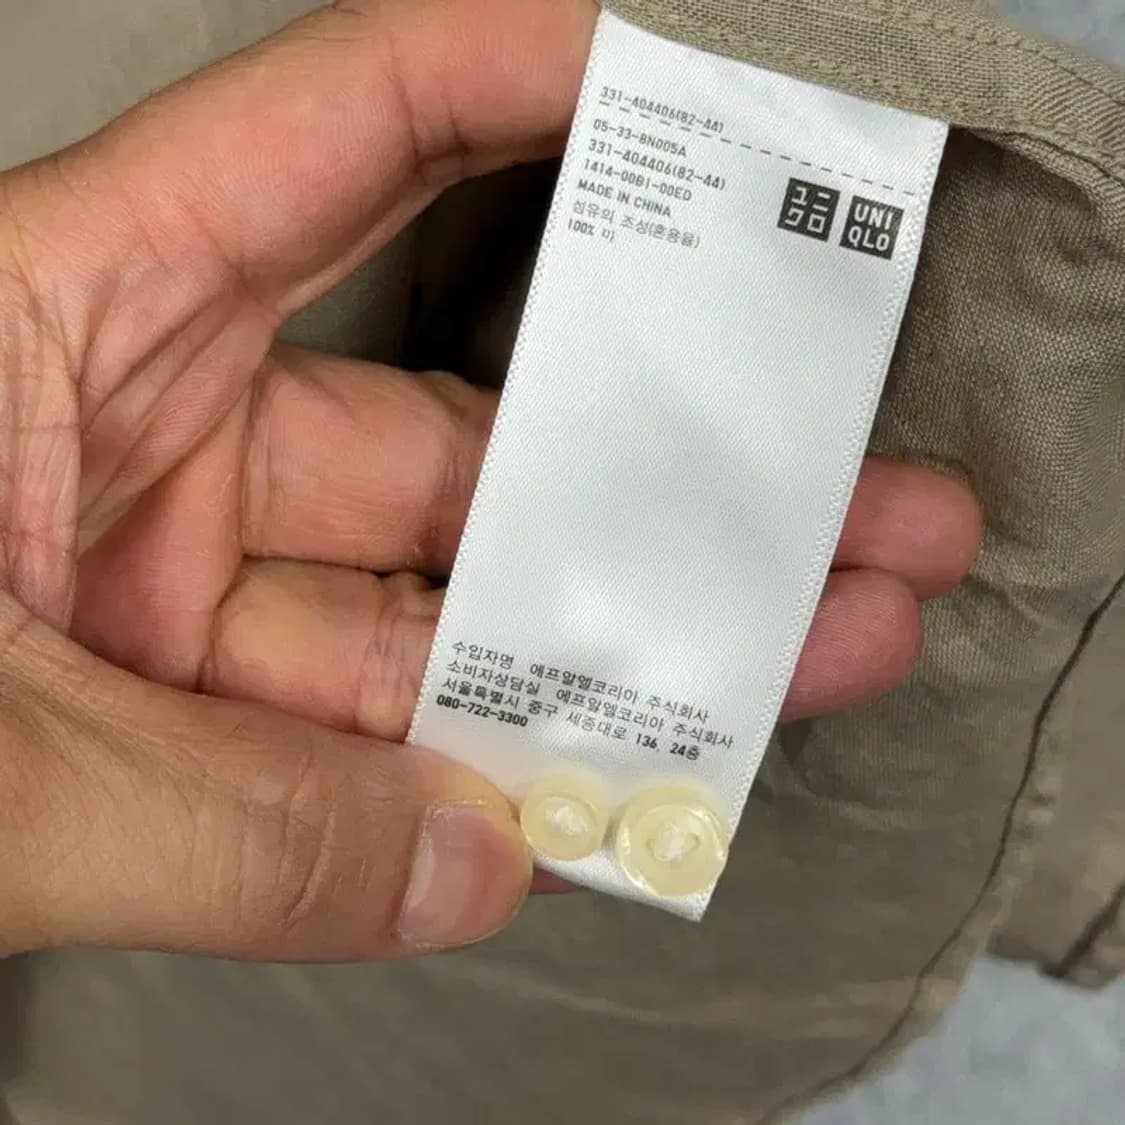 331-404406(82-44)
05-33-BN005A
331-404406(82-44)
1414-00B1-00ED
MADE IN CHINA
섬유의 조성(혼용율)
100% 마
ユニ
クロ
UNI
QLO
수입자명 에프알엘코리아 주식회사
소비자상담실 에프알엘코리아 주식회사
서울특별시 중구 세종대로 136, 24층
080-722-3300